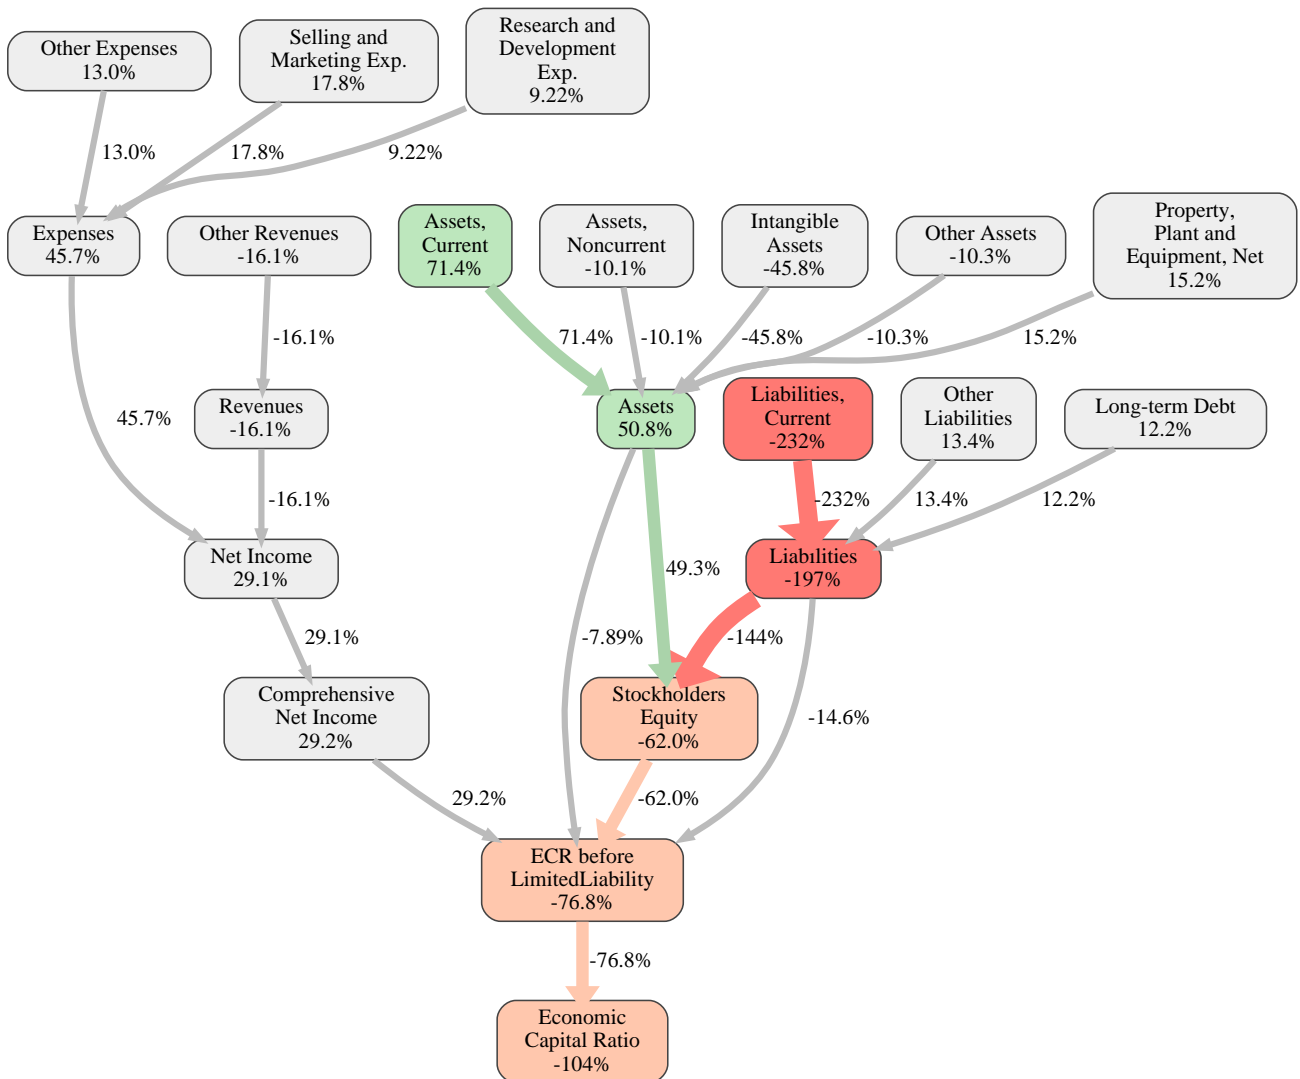 Other Expenses
13.0%
Selling and
Marketing Exp.
17.8%
Research and
Development
Exp.
9.22%
13.0%
17.8%
9.22%
Expenses
45.7%
Other Revenues
-16.1%
Assets,
Current
71.4%
Assets,
Noncurrent
-10.1%
Intangible
Assets
-45.8%
Other Assets
-10.3%
Property,
Plant and
Equipment, Net
15.2%
-16.1%
71.4%
-10.1%
-45.8%
-10.3%
15.2%
45.7%
Revenues
-16.1%
Assets
50.8%
Liabilities,
Current
-232%
Other
Liabilities
13.4%
Long-term Debt
12.2%
-16.1%
-232%
13.4%
12.2%
Net Income
29.1%
49.3%
Liabilities
-197%
29.1%
-7.89%
-144%
Comprehensive
Net Income
29.2%
Stockholders
Equity
-62.0%
-14.6%
29.2%
-62.0%
ECR before
LimitedLiability
-76.8%
-76.8%
Economic
Capital Ratio
-104%